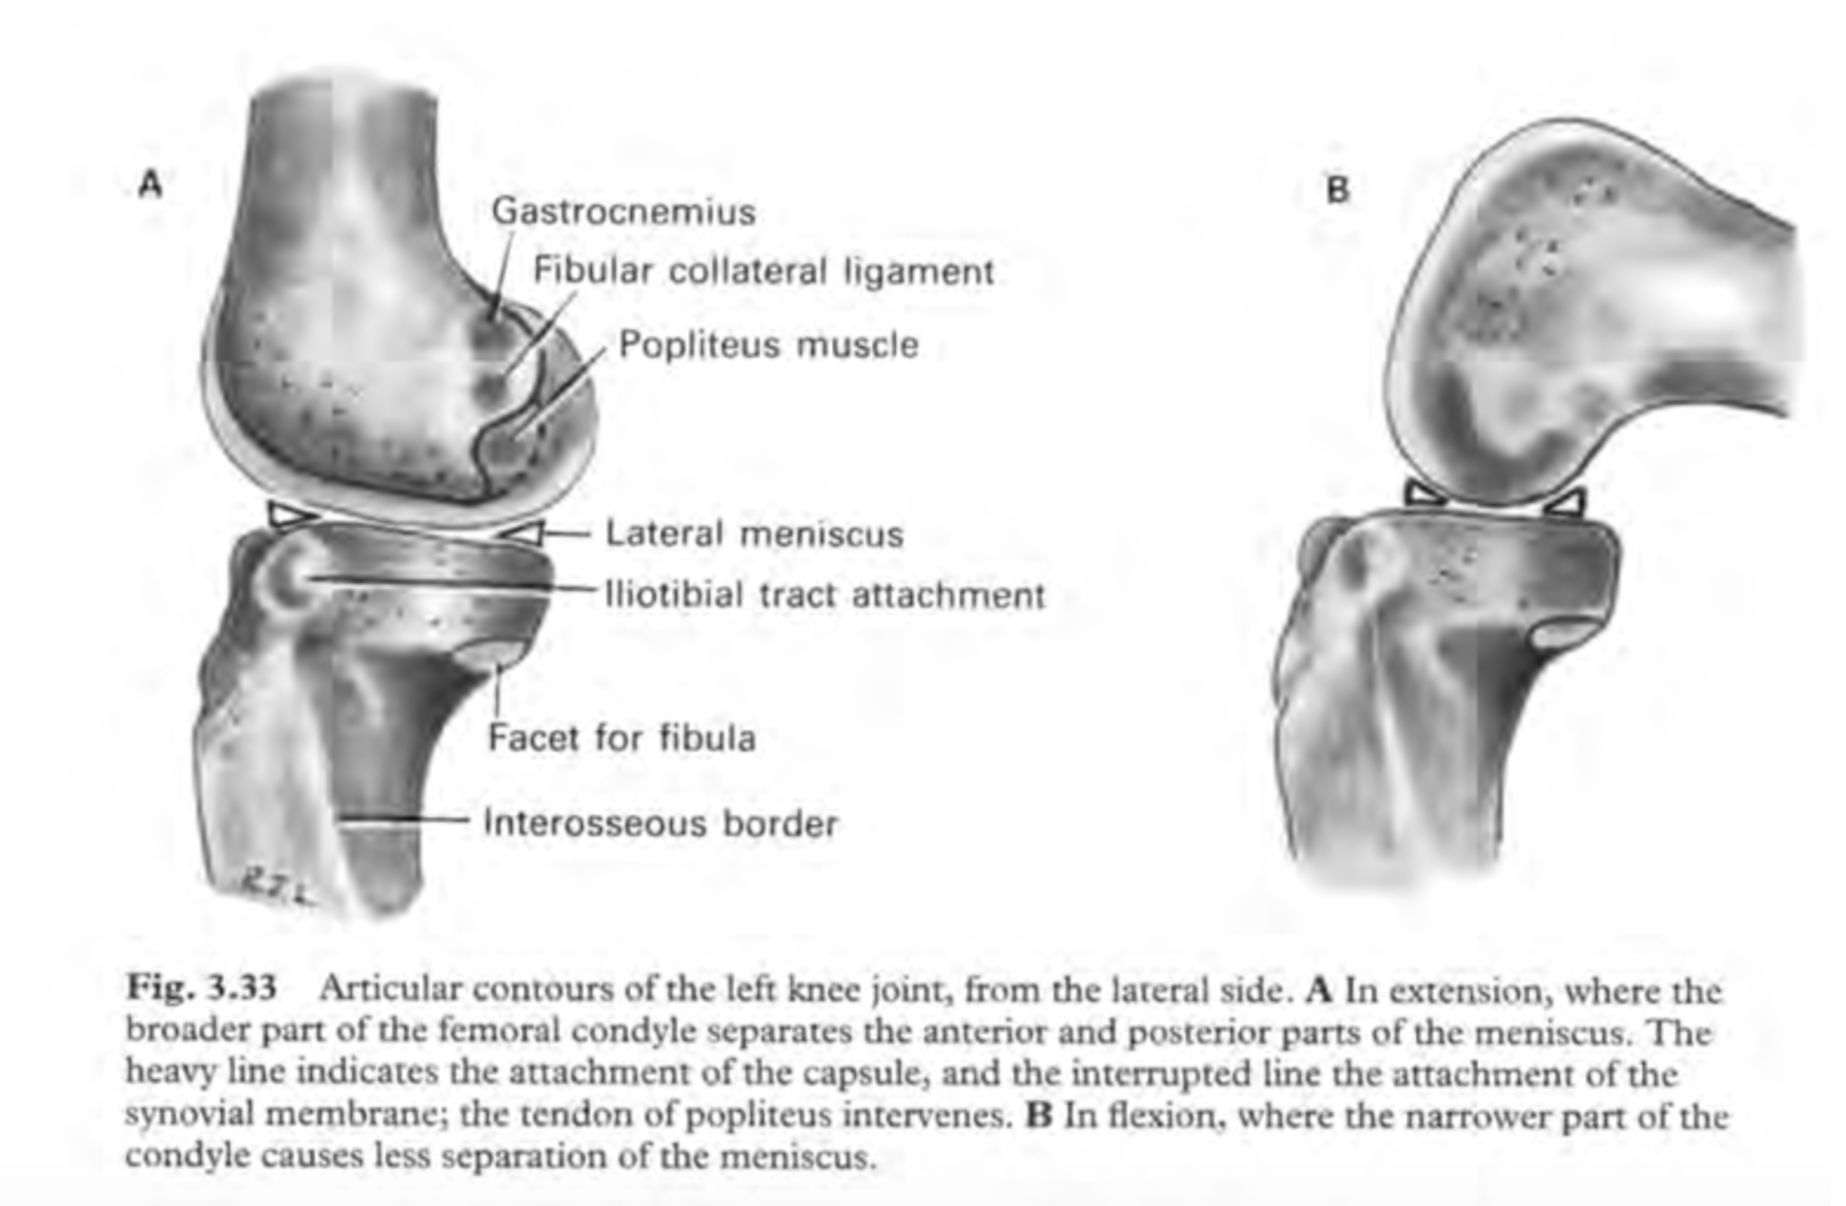 A
B
Gastrocnemius
Fibular collateral ligament
Popliteus muscle
Lateral meniscus
Iliotibial tract attachment
Facet for fibula
Interosseous border
R.J.L
Fig. 3.33 Articular contours of the left knee joint, from the lateral side. A In extension, where the
broader part of the femoral condyle separates the anterior and posterior parts of the meniscus. The
heavy line indicates the attachment of the capsule, and the interrupted line the attachment of the
synovial membrane; the tendon of popliteus intervenes. B In flexion, where the narrower part of the
condyle causes less separation of the meniscus.